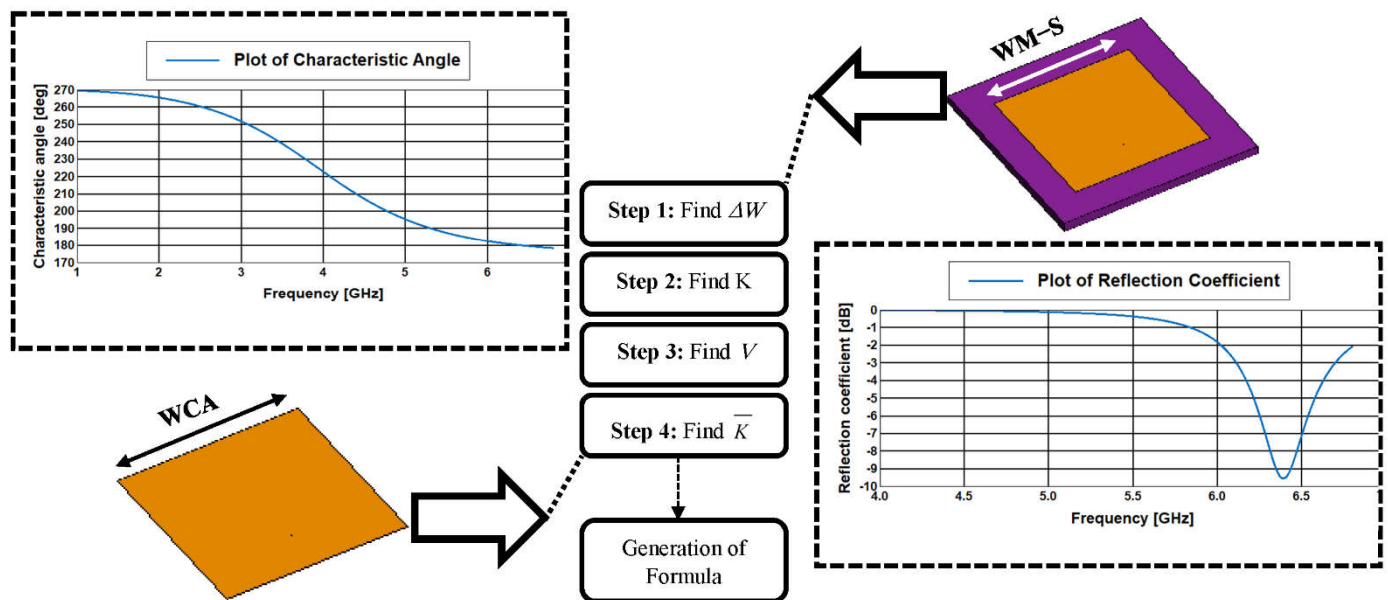 Plot of Characteristic Angle
Characteristic angle [deg]
270
260
250
240
230
220
210
200
190
180
170
1
2
3
4
5
6
Frequency [GHz]
WM–S
Step 1: Find ΔW
Step 2: Find K
Step 3: Find V
Step 4: Find K̅
Generation of
Formula
WCA
Plot of Reflection Coefficient
Reflection coefficient [dB]
0
-1
-2
-3
-4
-5
-6
-7
-8
-9
-10
4.0
4.5
5.0
5.5
6.0
6.5
Frequency [GHz]